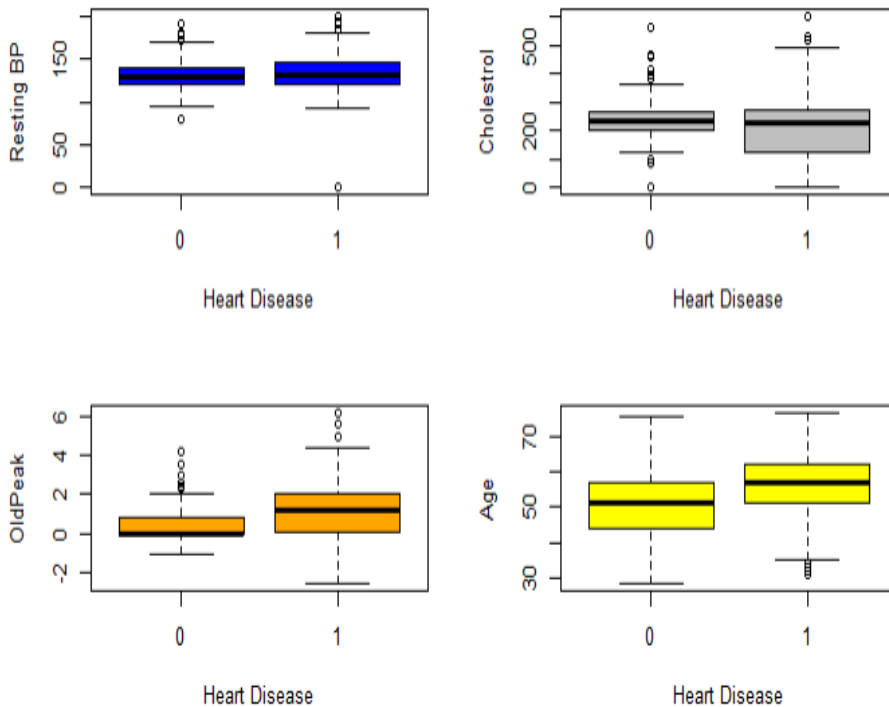 Resting BP
150
50
0
0
1
Heart Disease
Cholestrol
500
200
0
0
1
Heart Disease
OldPeak
6
4
2
0
-2
0
1
Heart Disease
Age
70
50
30
0
1
Heart Disease